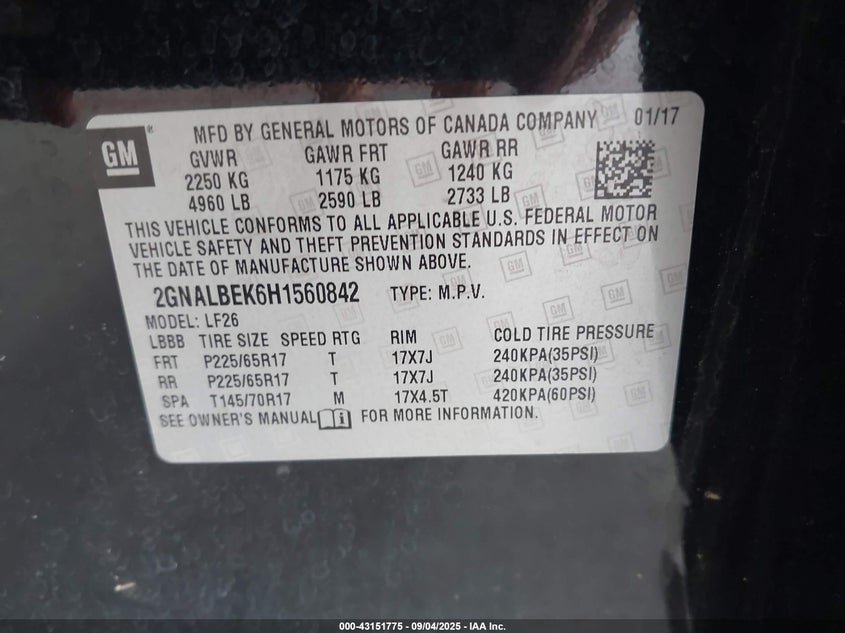 GM ® MFD BY GENERAL MOTORS OF CANADA COMPANY 01/17
GVWR GAWR FRT GAWR RR
2250 KG 1175 KG 1240 KG
4960 LB 2590 LB 2733 LB
THIS VEHICLE CONFORMS TO ALL APPLICABLE U.S. FEDERAL MOTOR
VEHICLE SAFETY AND THEFT PREVENTION STANDARDS IN EFFECT ON
THE DATE OF MANUFACTURE SHOWN ABOVE.
2GNALBEK6H1560842 TYPE: M.P.V.
MODEL: LF26
LBBB TIRE SIZE SPEED RTG RIM COLD TIRE PRESSURE
FRT P225/65R17 T 17X7J 240KPA(35PSI)
RR P225/65R17 T 17X7J 240KPA(35PSI)
SPA T145/70R17 M 17X4.5T 420KPA(60PSI)
SEE OWNER'S MANUAL i FOR MORE INFORMATION.
000-43151775 - 09/04/2025 - IAA Inc.